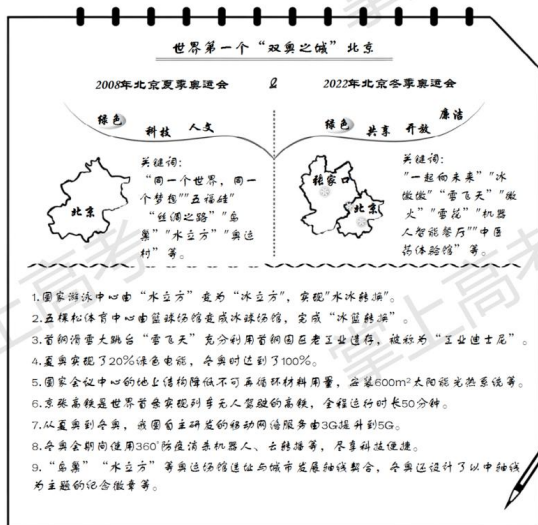 世界第一个“双奥之城”北京
2008年北京夏季奥运会 & 2022年北京冬季奥运会
绿色 科技 人文
绿色 共享 开放 廉洁
北京
关键词:
“同一个世界,同一
个梦想”“五福娃”
“丝绸之路”“鸟
巢”“水立方”“奥运
村”等。
张家口
北京
关键词:
“一起向未来”“冰
墩墩”“雪飞天”“微
火”“雪花”“机器
人智能餐厅”“中医
药体验馆”等。
1.国家游泳中心由“水立方”变为“冰立方”,实现“水冰转换”。
2.五棵松体育中心由篮球场馆变成冰球场馆,完成“冰篮转换”。
3.首钢滑雪大跳台“雪飞天”充分利用首钢园区老工业遗存,被称为“工业迪士尼”。
4.夏奥实现了20%绿色电能,冬奥时达到了100%。
5.国家会议中心的地上结构降低不可再循环材料用量,安装600m²太阳能光热系统等。
6.京张高铁是世界首条实现列车无人驾驶的高铁,全程运行时长50分钟。
7.从夏奥到冬奥,我国自主研发的移动网络服务由3G提升到5G。
8.冬奥会期间使用360°防疫消杀机器人、云转播等,尽享科技便捷。
9.“鸟巢”“水立方”等奥运场馆选址与城市发展轴线契合,冬奥还设计了以中轴线
为主题的纪念徽章等。
掌上高考
掌上高考